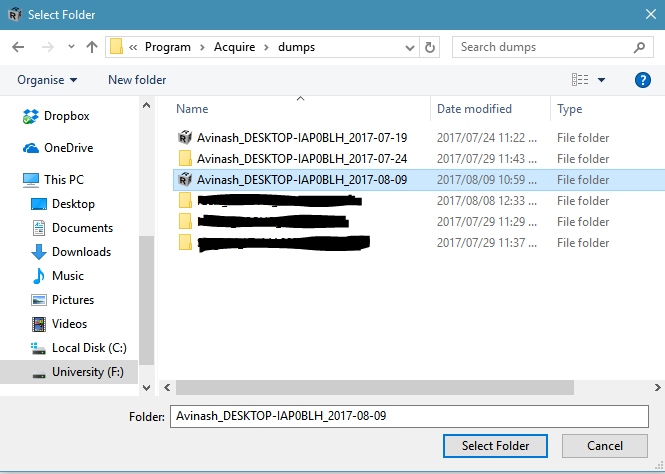 Select Folder
« Program › Acquire › dumps
Search dumps
Organise
New folder
Name Date modified Type
Dropbox
OneDrive
This PC
Desktop
Documents
Downloads
Music
Pictures
Videos
Local Disk (C:)
University (F:)
Avinash_DESKTOP-IAP0BLH_2017-07-19 2017/07/24 11:22 ... File folder
Avinash_DESKTOP-IAP0BLH_2017-07-24 2017/07/29 11:43 ... File folder
Avinash_DESKTOP-IAP0BLH_2017-08-09 2017/08/09 10:59 ... File folder
2017/08/08 12:33 ... File folder
2017/07/29 11:29 ... File folder
2017/07/29 11:37 ... File folder
Folder: Avinash_DESKTOP-IAP0BLH_2017-08-09
Select Folder
Cancel